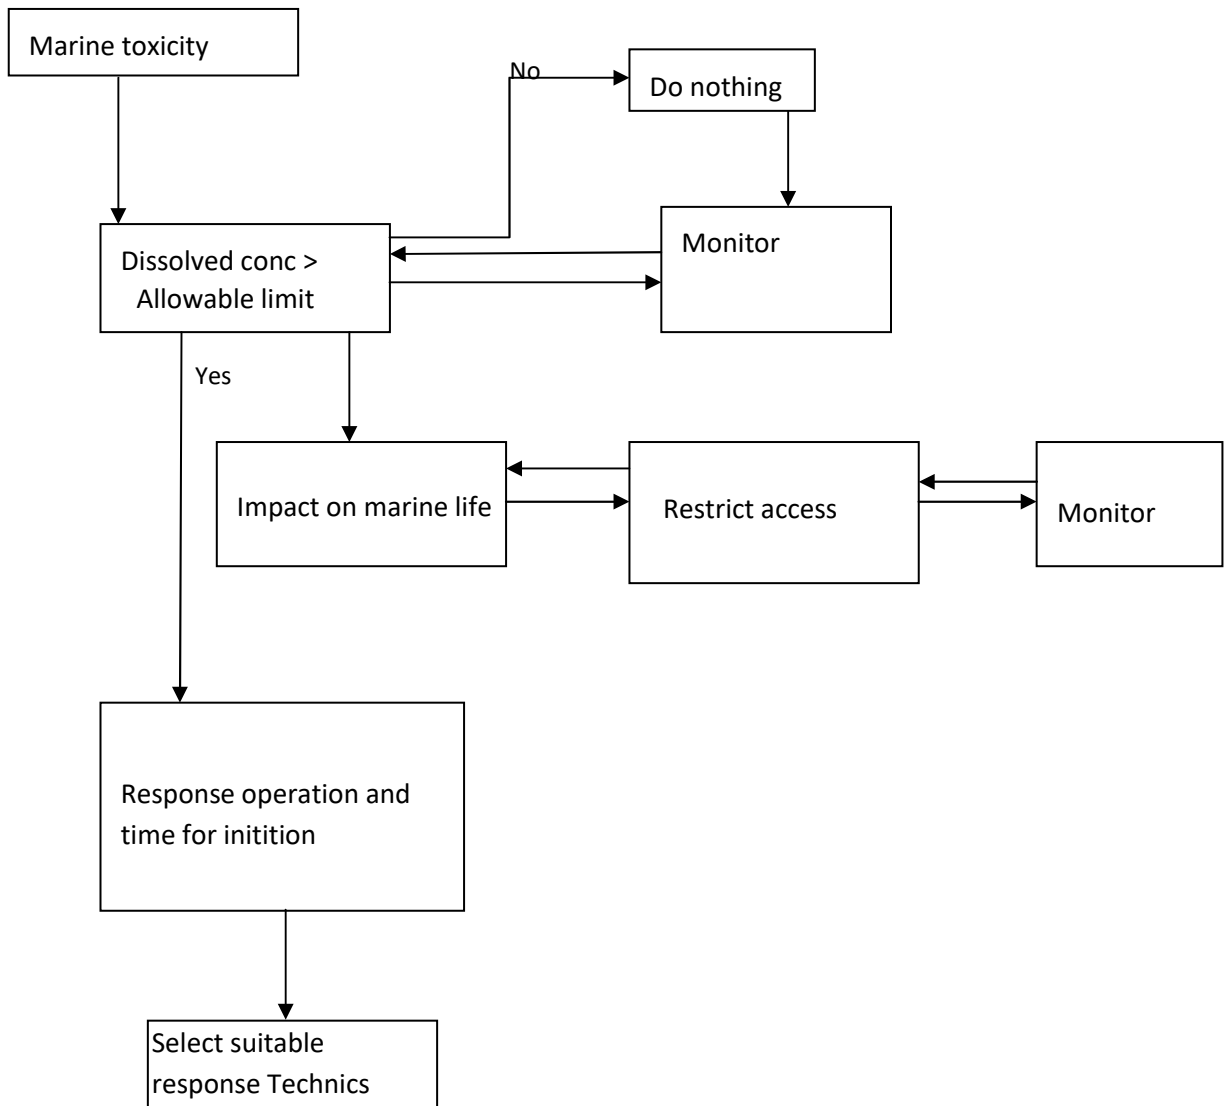 Marine toxicity
No
Do nothing
Monitor
Dissolved conc >
Allowable limit
Yes
Impact on marine life
Restrict access
Monitor
Response operation and
time for initition
Select suitable
response Technics